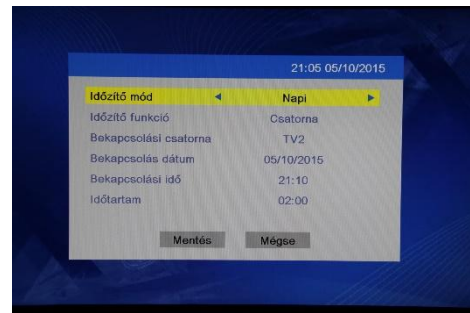 21:05 05/10/2015
Időzítő mód ◄ Napi ►
Időzítő funkció Csatorna
Bekapcsolási csatorna TV2
Bekapcsolás dátum 05/10/2015
Bekapcsolási idő 21:10
Időtartam 02:00
Mentés Mégse